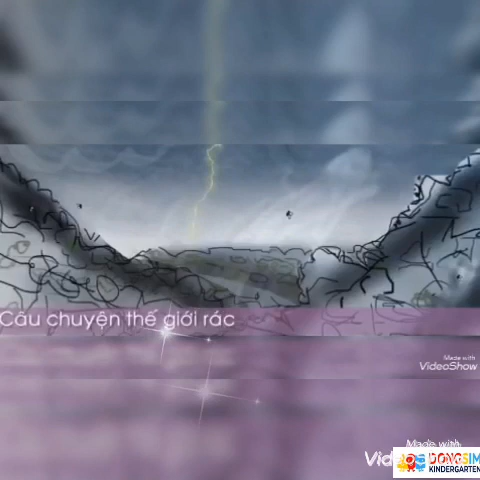 Câu chuyện thế giới rác
Made with
VideoShow
Made with
DONGSIM
KINDERGARTEN